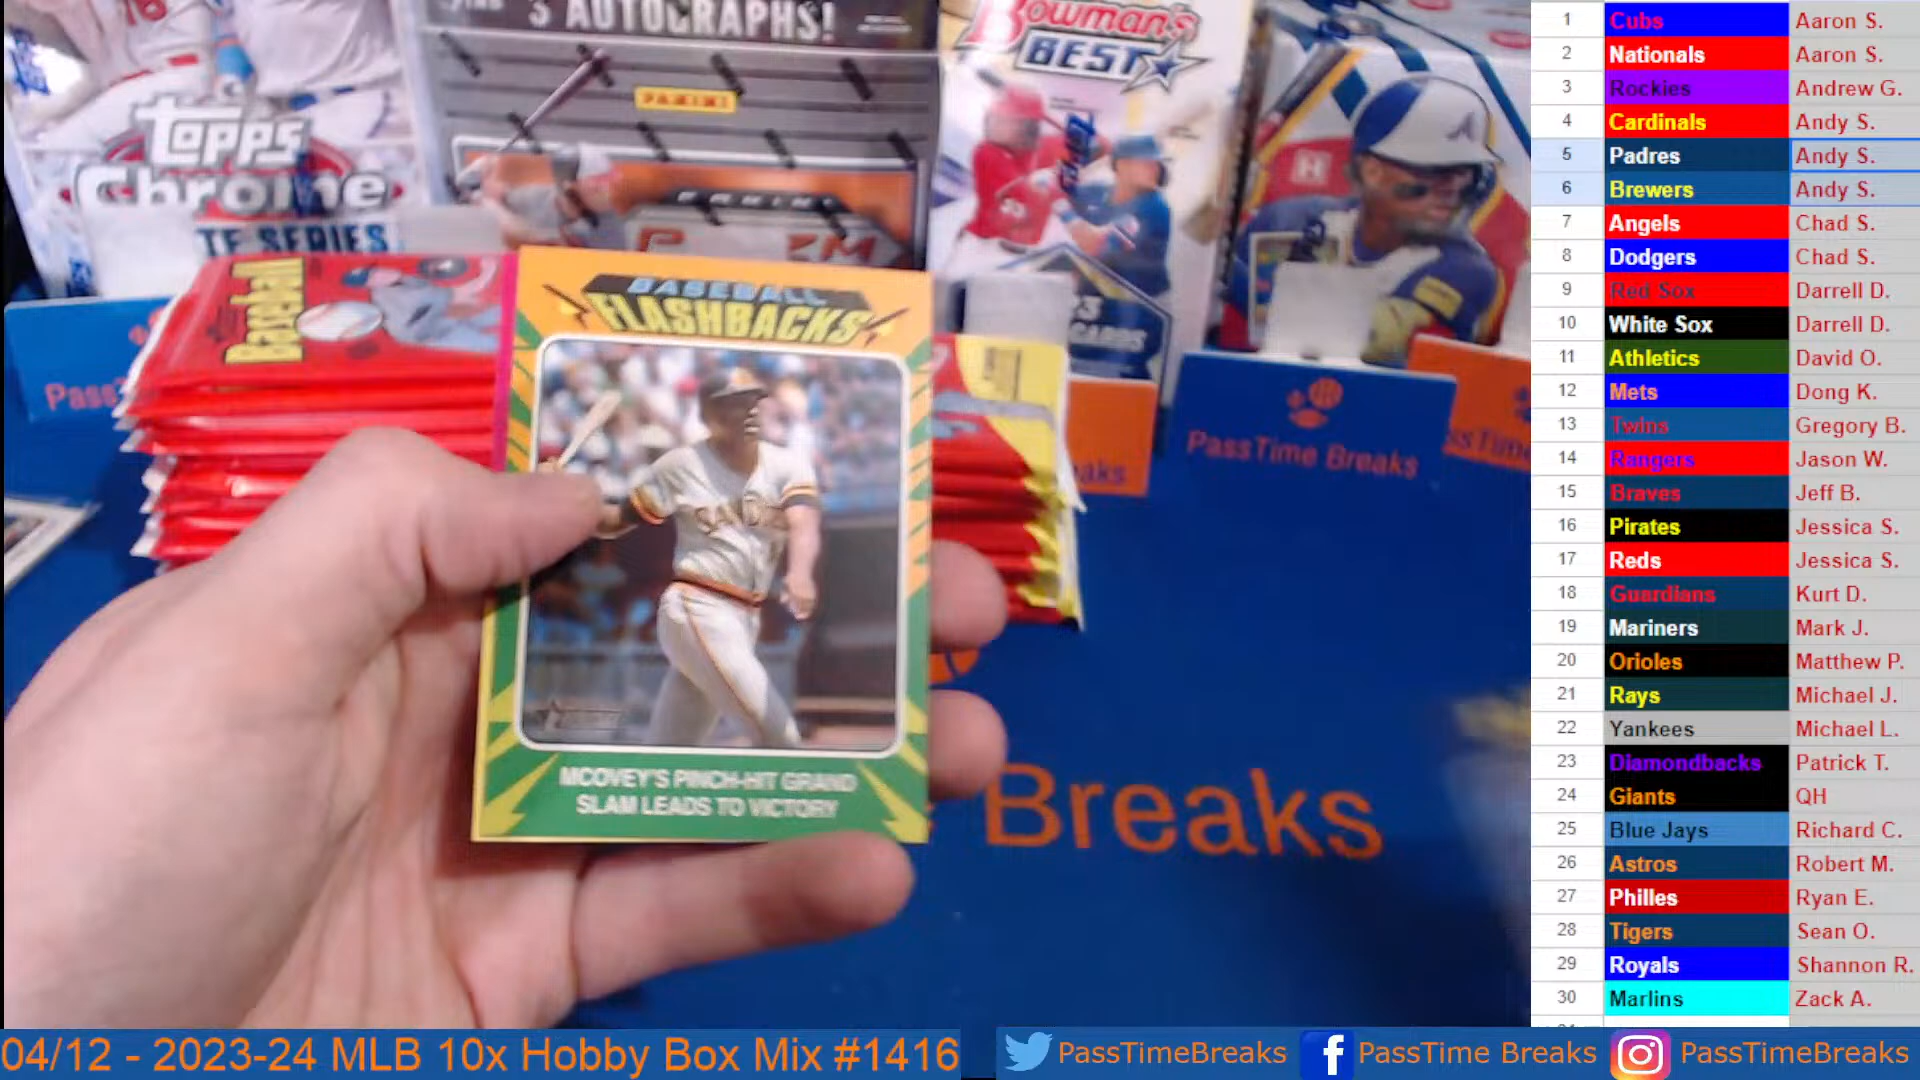 3 AUTOGRAPHS!
PANINI
Bowman's
BEST
Topps
Chrome
TE SERIES
PANINI
Baseball
BASEBALL
FLASHBACKS
MCOVEY'S PINCH-HIT GRAND
SLAM LEADS TO VICTORY
CARDS
PassTime Breaks
Breaks
1 Cubs Aaron S.
2 Nationals Aaron S.
3 Rockies Andrew G.
4 Cardinals Andy S.
5 Padres Andy S.
6 Brewers Andy S.
7 Angels Chad S.
8 Dodgers Chad S.
9 Red Sox Darrell D.
10 White Sox Darrell D.
11 Athletics David O.
12 Mets Dong K.
13 Twins Gregory B.
14 Rangers Jason W.
15 Braves Jeff B.
16 Pirates Jessica S.
17 Reds Jessica S.
18 Guardians Kurt D.
19 Mariners Mark J.
20 Orioles Matthew P.
21 Rays Michael J.
22 Yankees Michael L.
23 Diamondbacks Patrick T.
24 Giants QH
25 Blue Jays Richard C.
26 Astros Robert M.
27 Philles Ryan E.
28 Tigers Sean O.
29 Royals Shannon R.
30 Marlins Zack A.
04/12 - 2023-24 MLB 10x Hobby Box Mix #1416
PassTimeBreaks
PassTime Breaks
PassTimeBreaks